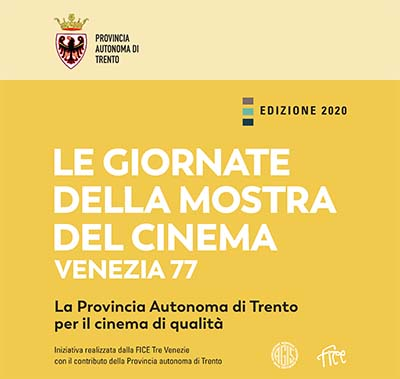 PROVINCIA
AUTONOMA DI
TRENTO
EDIZIONE 2020
LE GIORNATE
DELLA MOSTRA
DEL CINEMA
VENEZIA 77
La Provincia Autonoma di Trento
per il cinema di qualità
Iniziativa realizzata dalla FICE Tre Venezie
con il contributo della Provincia autonoma di Trento
AGIS
Fice